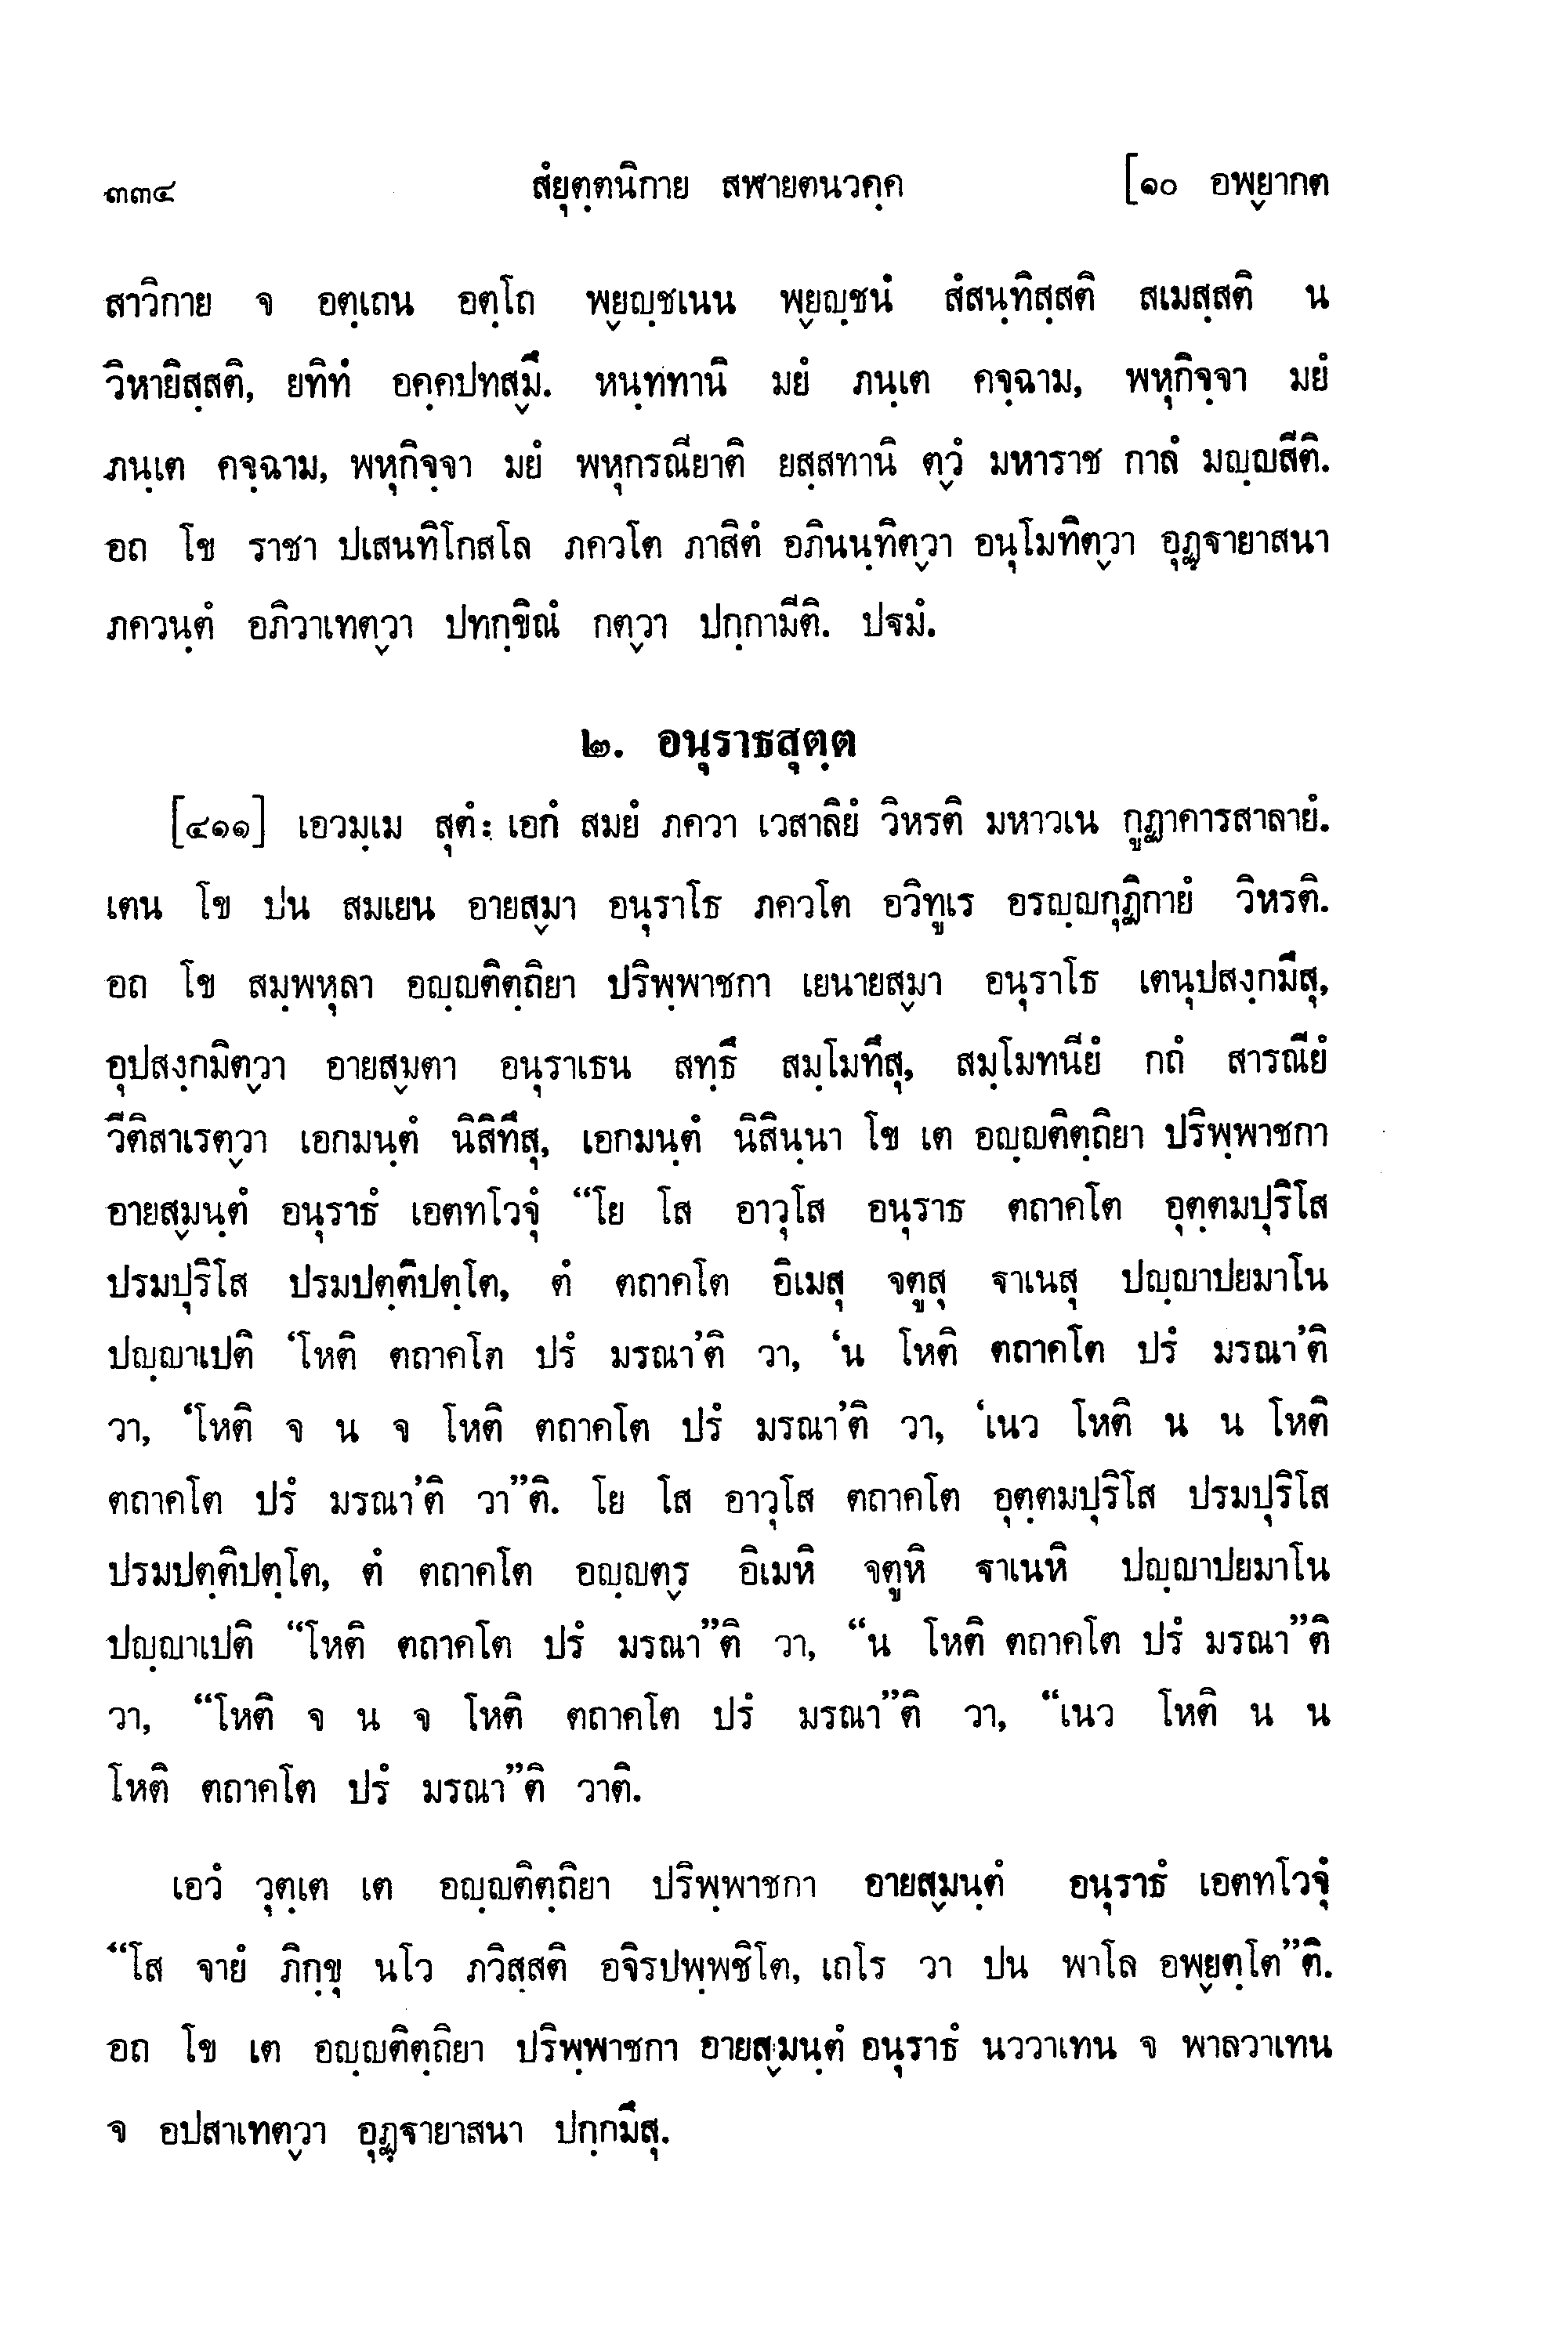 ๓๓๔ สํยุตฺตนิกาย สฬายตนวคฺค [๑๐ อพฺยากต
สาวิกาย จ อตฺเถน อตฺโถ พฺยญฺชเนน พฺยญฺชนํ สํสนฺทิสฺสติ สเมสฺสติ น
วิหายิสฺสติ, ยทิทํ อคฺคปทสฺมึ. หนฺททานิ มยํ ภนฺเต คจฺฉาม, พหุกิจฺจา มยํ
ภนฺเต คจฺฉาม, พหุกิจฺจา มยํ พหุกรณียาติ ยสฺสทานิ ตฺวํ มหาราช กาลํ มญฺญสีติ.
อถ โข ราชา ปเสนทิโกสโล ภควโต ภาสิตํ อภินนฺทิตฺวา อนุโมทิตฺวา อุฏฺฐายาสนา
ภควนฺตํ อภิวาเทตฺวา ปทกฺขิณํ กตฺวา ปกฺกามีติ. ปฐมํ.
๒. อนุราธสุตฺต
[๔๑๑] เอวมฺเม สุตํ: เอกํ สมยํ ภควา เวสาลิยํ วิหรติ มหาวเน กูฏาคารสาลายํ.
เตน โข ปน สมเยน อายสฺมา อนุราโธ ภควโต อวิทูเร อรญฺญกุฏิกายํ วิหรติ.
อถ โข สมฺพหุลา อญฺญติตฺถิยา ปริพฺพาชกา เยนายสฺมา อนุราโธ เตนุปสงฺกมึสุ,
อุปสงฺกมิตฺวา อายสฺมตา อนุราเธน สทฺธึ สมฺโมทึสุ, สมฺโมทนียํ กถํ สารณียํ
วีติสาเรตฺวา เอกมนฺตํ นิสิทึสุ, เอกมนฺตํ นิสินฺนา โข เต อญฺญติตฺถิยา ปริพฺพาชกา
อายสฺมนฺตํ อนุราธํ เอตทโวจุํ “โย โส อาวุโส อนุราธ ตถาคโต อุตฺตมปุริโส
ปรมปุริโส ปรมปตฺติปตฺโต, ตํ ตถาคโต อิเมสุ จตูสุ ฐาเนสุ ปญฺญาปยมาโน
ปญฺญาเปติ ‘โหติ ตถาคโต ปรํ มรณา’ติ วา, ‘น โหติ ตถาคโต ปรํ มรณา’ติ
วา, ‘โหติ จ น จ โหติ ตถาคโต ปรํ มรณา’ติ วา, ‘เนว โหติ น น โหติ
ตถาคโต ปรํ มรณา’ติ วา”ติ. โย โส อาวุโส ตถาคโต อุตฺตมปุริโส ปรมปุริโส
ปรมปตฺติปตฺโต, ตํ ตถาคโต อญฺญตฺร อิเมหิ จตูหิ ฐาเนหิ ปญฺญาปยมาโน
ปญฺญาเปติ “โหติ ตถาคโต ปรํ มรณา”ติ วา, “น โหติ ตถาคโต ปรํ มรณา”ติ
วา, “โหติ จ น จ โหติ ตถาคโต ปรํ มรณา”ติ วา, “เนว โหติ น น
โหติ ตถาคโต ปรํ มรณา”ติ วาติ.
เอวํ วุตฺเต เต อญฺญติตฺถิยา ปริพฺพาชกา อายสฺมนฺตํ อนุราธํ เอตทโวจุํ
“โส จายํ ภิกฺขุ นโว ภวิสฺสติ อจิรปพฺพชิโต, เถโร วา ปน พาโล อพฺยตฺโต”ติ.
อถ โข เต อญฺญติตฺถิยา ปริพฺพาชกา อายสฺมนฺตํ อนุราธํ นววาเทน จ พาลวาเทน
จ อปสาเทตฺวา อุฏฺฐายาสนา ปกฺกมึสุ.